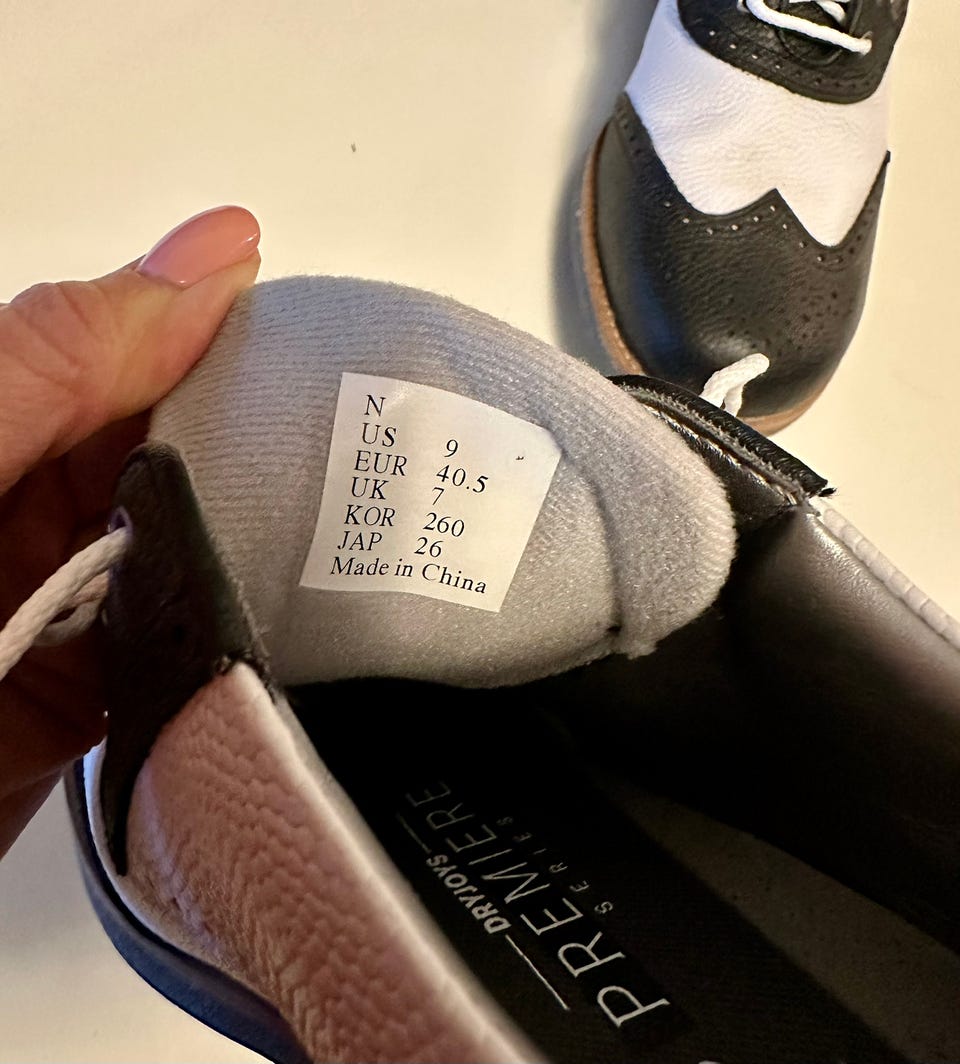 N
US 9
EUR 40.5
UK 7
KOR 260
JAP 26
Made in China
DRYJOYS
PREMIERE
SERIES